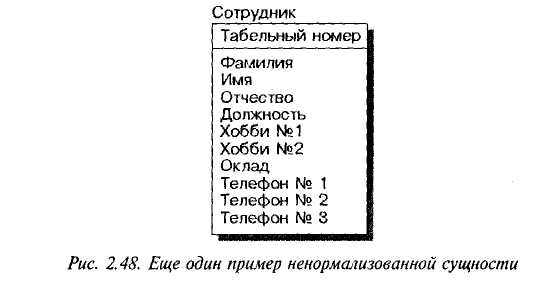 Сотрудник
Табельный номер
Фамилия
Имя
Отчество
Должность
Хобби №1
Хобби №2
Оклад
Телефон № 1
Телефон № 2
Телефон № 3
Рис. 2.48. Еще один пример ненормализованной сущности